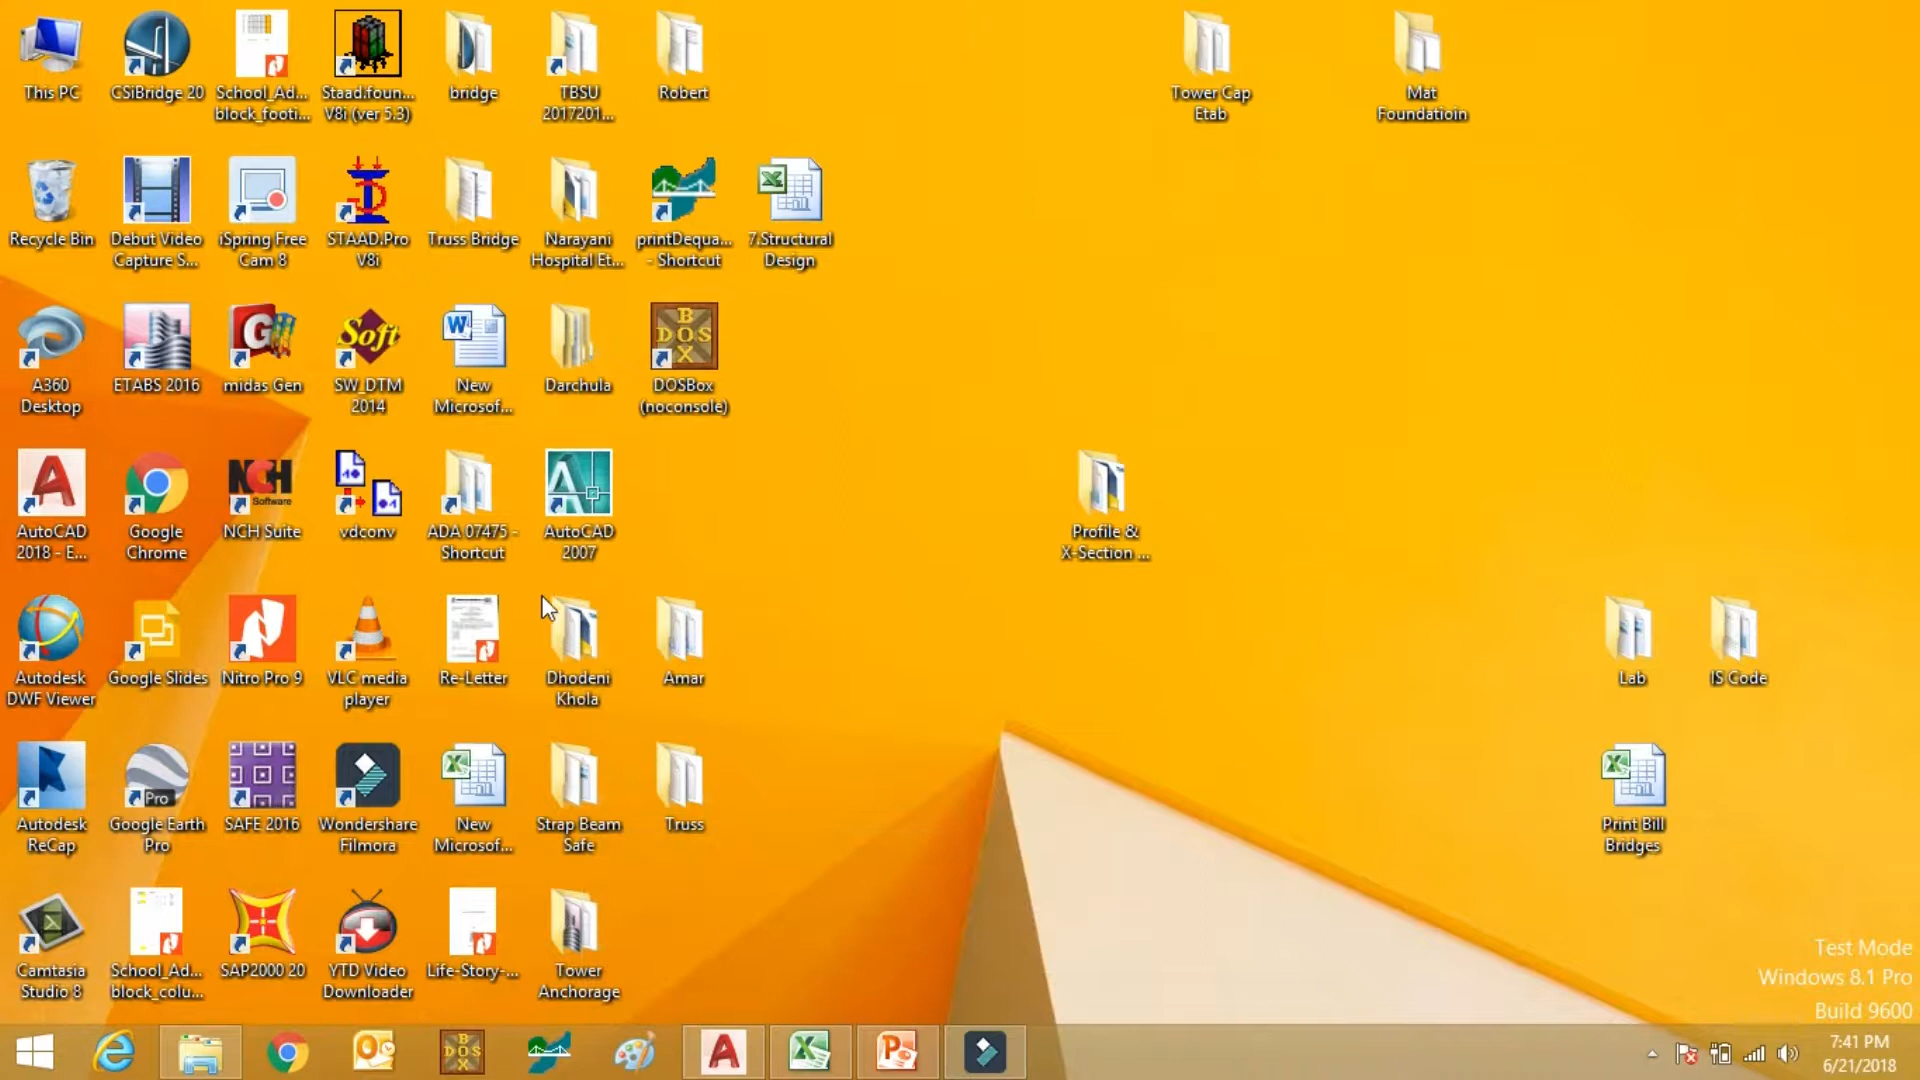 This PC
CSiBridge 20
School_Ad...
block_footi...
Staad.foun...
V8i (ver 5.3)
bridge
TBSU
2017201...
Robert
Tower Cap
Etab
Mat
Foundatioin
Recycle Bin
Debut Video
Capture S...
iSpring Free
Cam 8
STAAD.Pro
V8i
Truss Bridge
Narayani
Hospital Et...
printDequa...
- Shortcut
7.Structural
Design
A360
Desktop
ETABS 2016
midas Gen
Soft
SW_DTM
2014
New
Microsof...
Darchula
DOSBox
(noconsole)
AutoCAD
2018 - E...
Google
Chrome
NCH
Software
NCH Suite
vdconv
ADA 07475 -
Shortcut
AutoCAD
2007
Profile &
X-Section ...
Autodesk
DWF Viewer
Google Slides
Nitro Pro 9
VLC media
player
Re-Letter
Dhodeni
Khola
Amar
Lab
IS Code
Autodesk
ReCap
Pro
Google Earth
Pro
SAFE 2016
Wondershare
Filmora
New
Microsof...
Strap Beam
Safe
Truss
Print Bill
Bridges
Camtasia
Studio 8
School_Ad...
block_colu...
SAP2000 20
YTD Video
Downloader
Life-Story-...
Tower
Anchorage
Test Mode
Windows 8.1 Pro
Build 9600
7:41 PM
6/21/2018